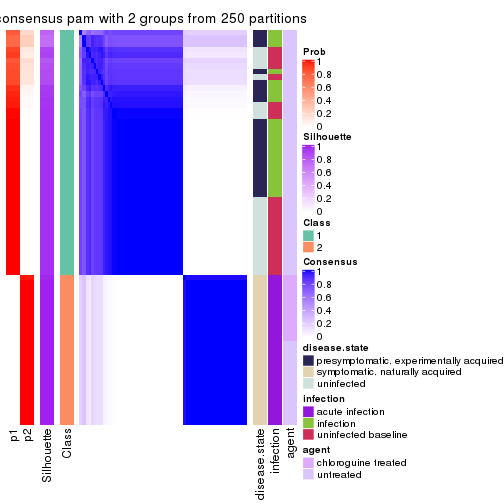 consensus pam with 2 groups from 250 partitions
Prob
1
0.8
0.6
0.4
0.2
0
Silhouette
1
0.8
0.6
0.4
0.2
0
Class
1
2
Consensus
1
0.8
0.6
0.4
0.2
0
disease.state
presymptomatic. experimentally acquired
symptomatic. naturally acquired
uninfected
infection
acute infection
infection
uninfected baseline
agent
chloroguine treated
untreated
p1
p2
Silhouette
Class
disease.state
infection
agent